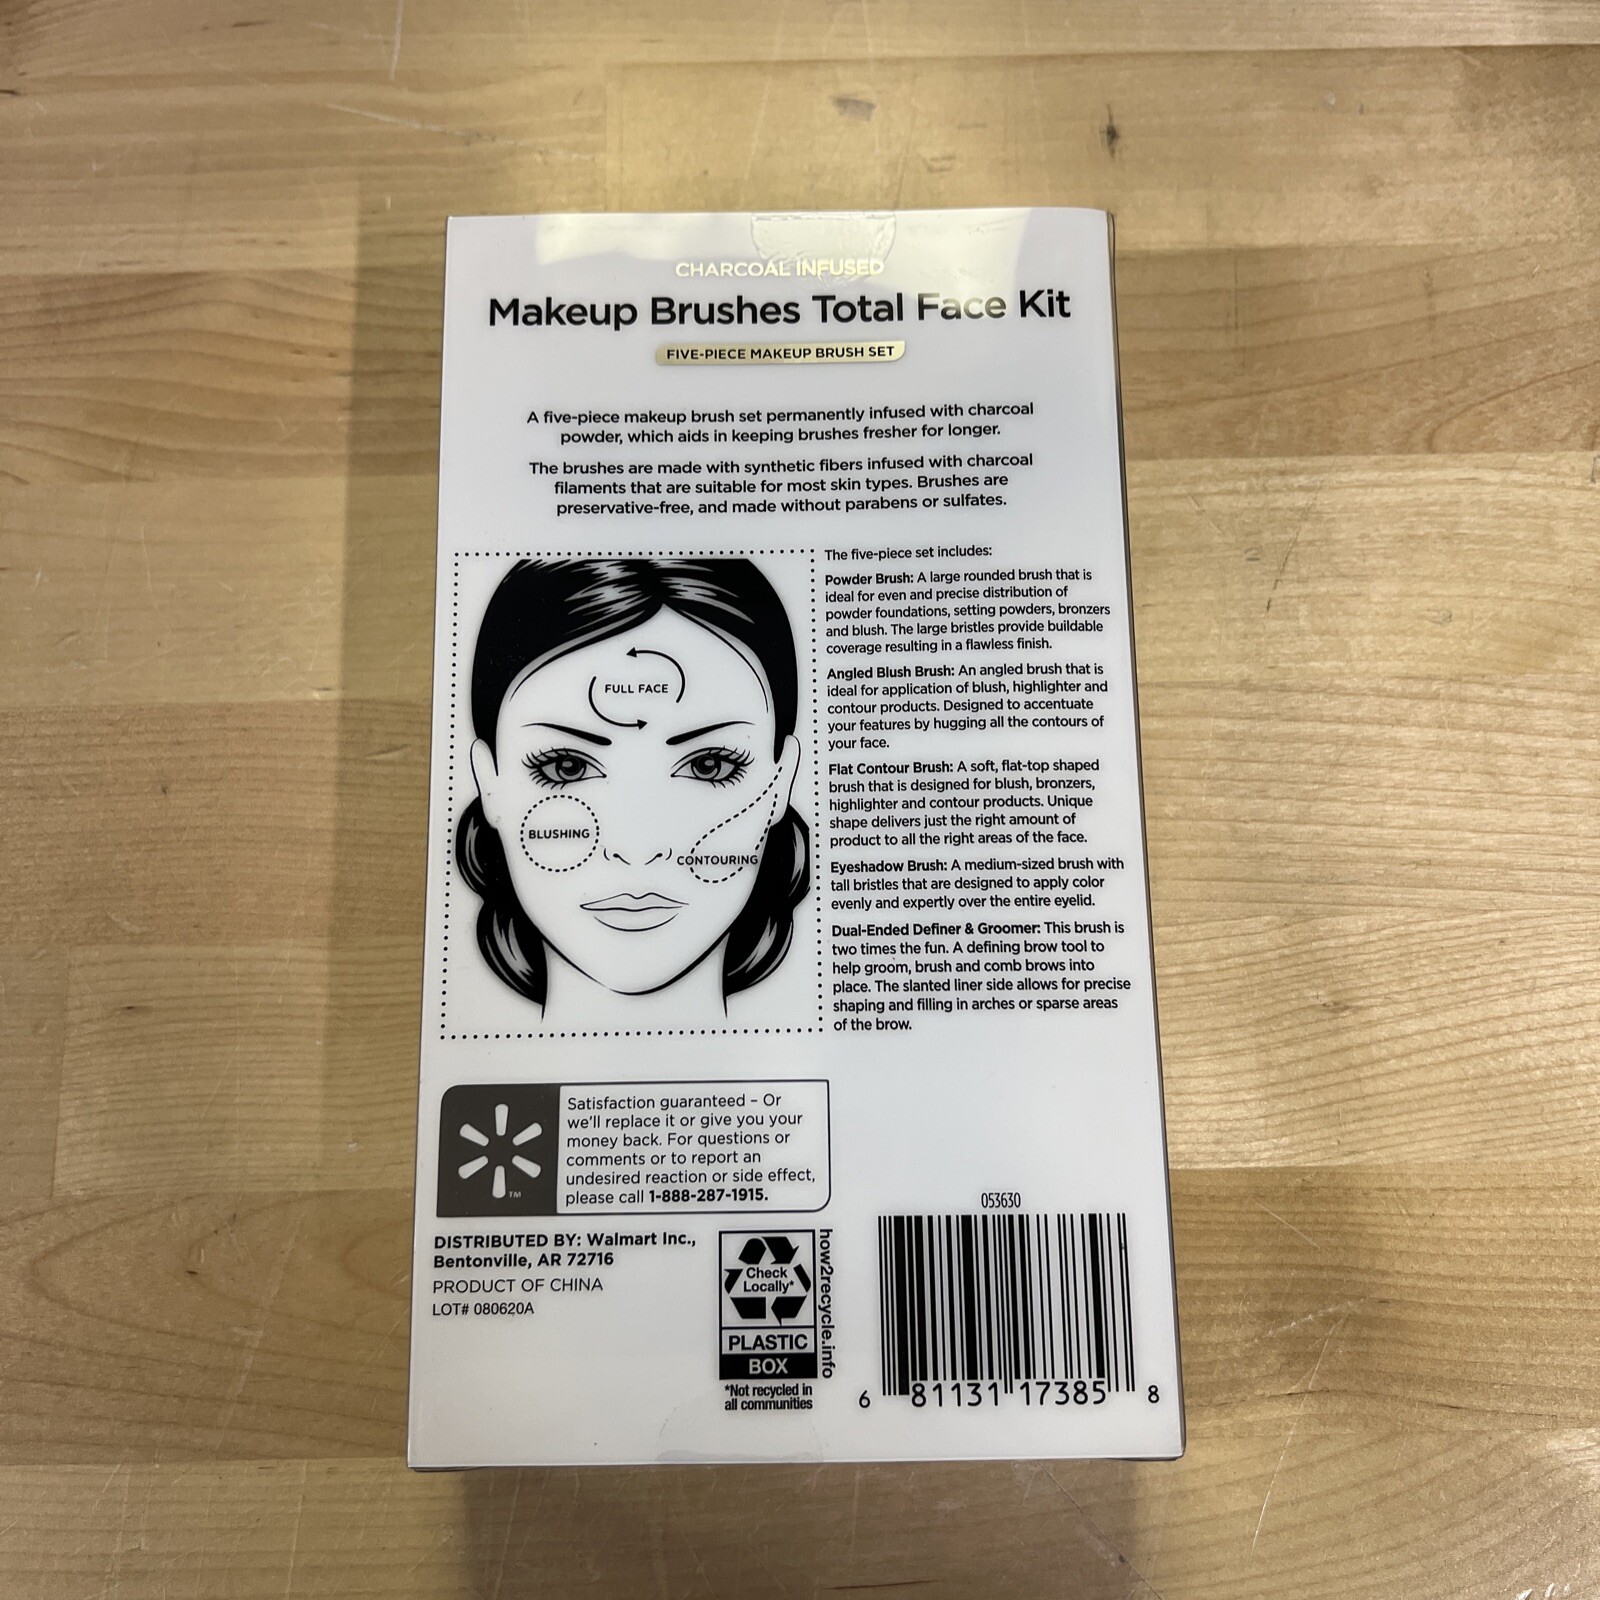 CHARCOAL INFUSED
Makeup Brushes Total Face Kit
FIVE-PIECE MAKEUP BRUSH SET
A five-piece makeup brush set permanently infused with charcoal
powder, which aids in keeping brushes fresher for longer.
The brushes are made with synthetic fibers infused with charcoal
filaments that are suitable for most skin types. Brushes are
preservative-free, and made without parabens or sulfates.
FULL FACE
BLUSHING
CONTOURING
The five-piece set includes:
Powder Brush: A large rounded brush that is
ideal for even and precise distribution of
powder foundations, setting powders, bronzers
and blush. The large bristles provide buildable
coverage resulting in a flawless finish.
Angled Blush Brush: An angled brush that is
ideal for application of blush, highlighter and
contour products. Designed to accentuate
your features by hugging all the contours of
your face.
Flat Contour Brush: A soft, flat-top shaped
brush that is designed for blush, bronzers,
highlighter and contour products. Unique
shape delivers just the right amount of
product to all the right areas of the face.
Eyeshadow Brush: A medium-sized brush with
tall bristles that are designed to apply color
evenly and expertly over the entire eyelid.
Dual-Ended Definer & Groomer: This brush is
two times the fun. A defining brow tool to
help groom, brush and comb brows into
place. The slanted liner side allows for precise
shaping and filling in arches or sparse areas
of the brow.
TM
Satisfaction guaranteed – Or
we'll replace it or give you your
money back. For questions or
comments or to report an
undesired reaction or side effect,
please call 1-888-287-1915.
DISTRIBUTED BY: Walmart Inc.,
Bentonville, AR 72716
PRODUCT OF CHINA
LOT# 080620A
Check
Locally*
PLASTIC
BOX
*Not recycled in
all communities
how2recycle.info
053630
6 81131 17385 8